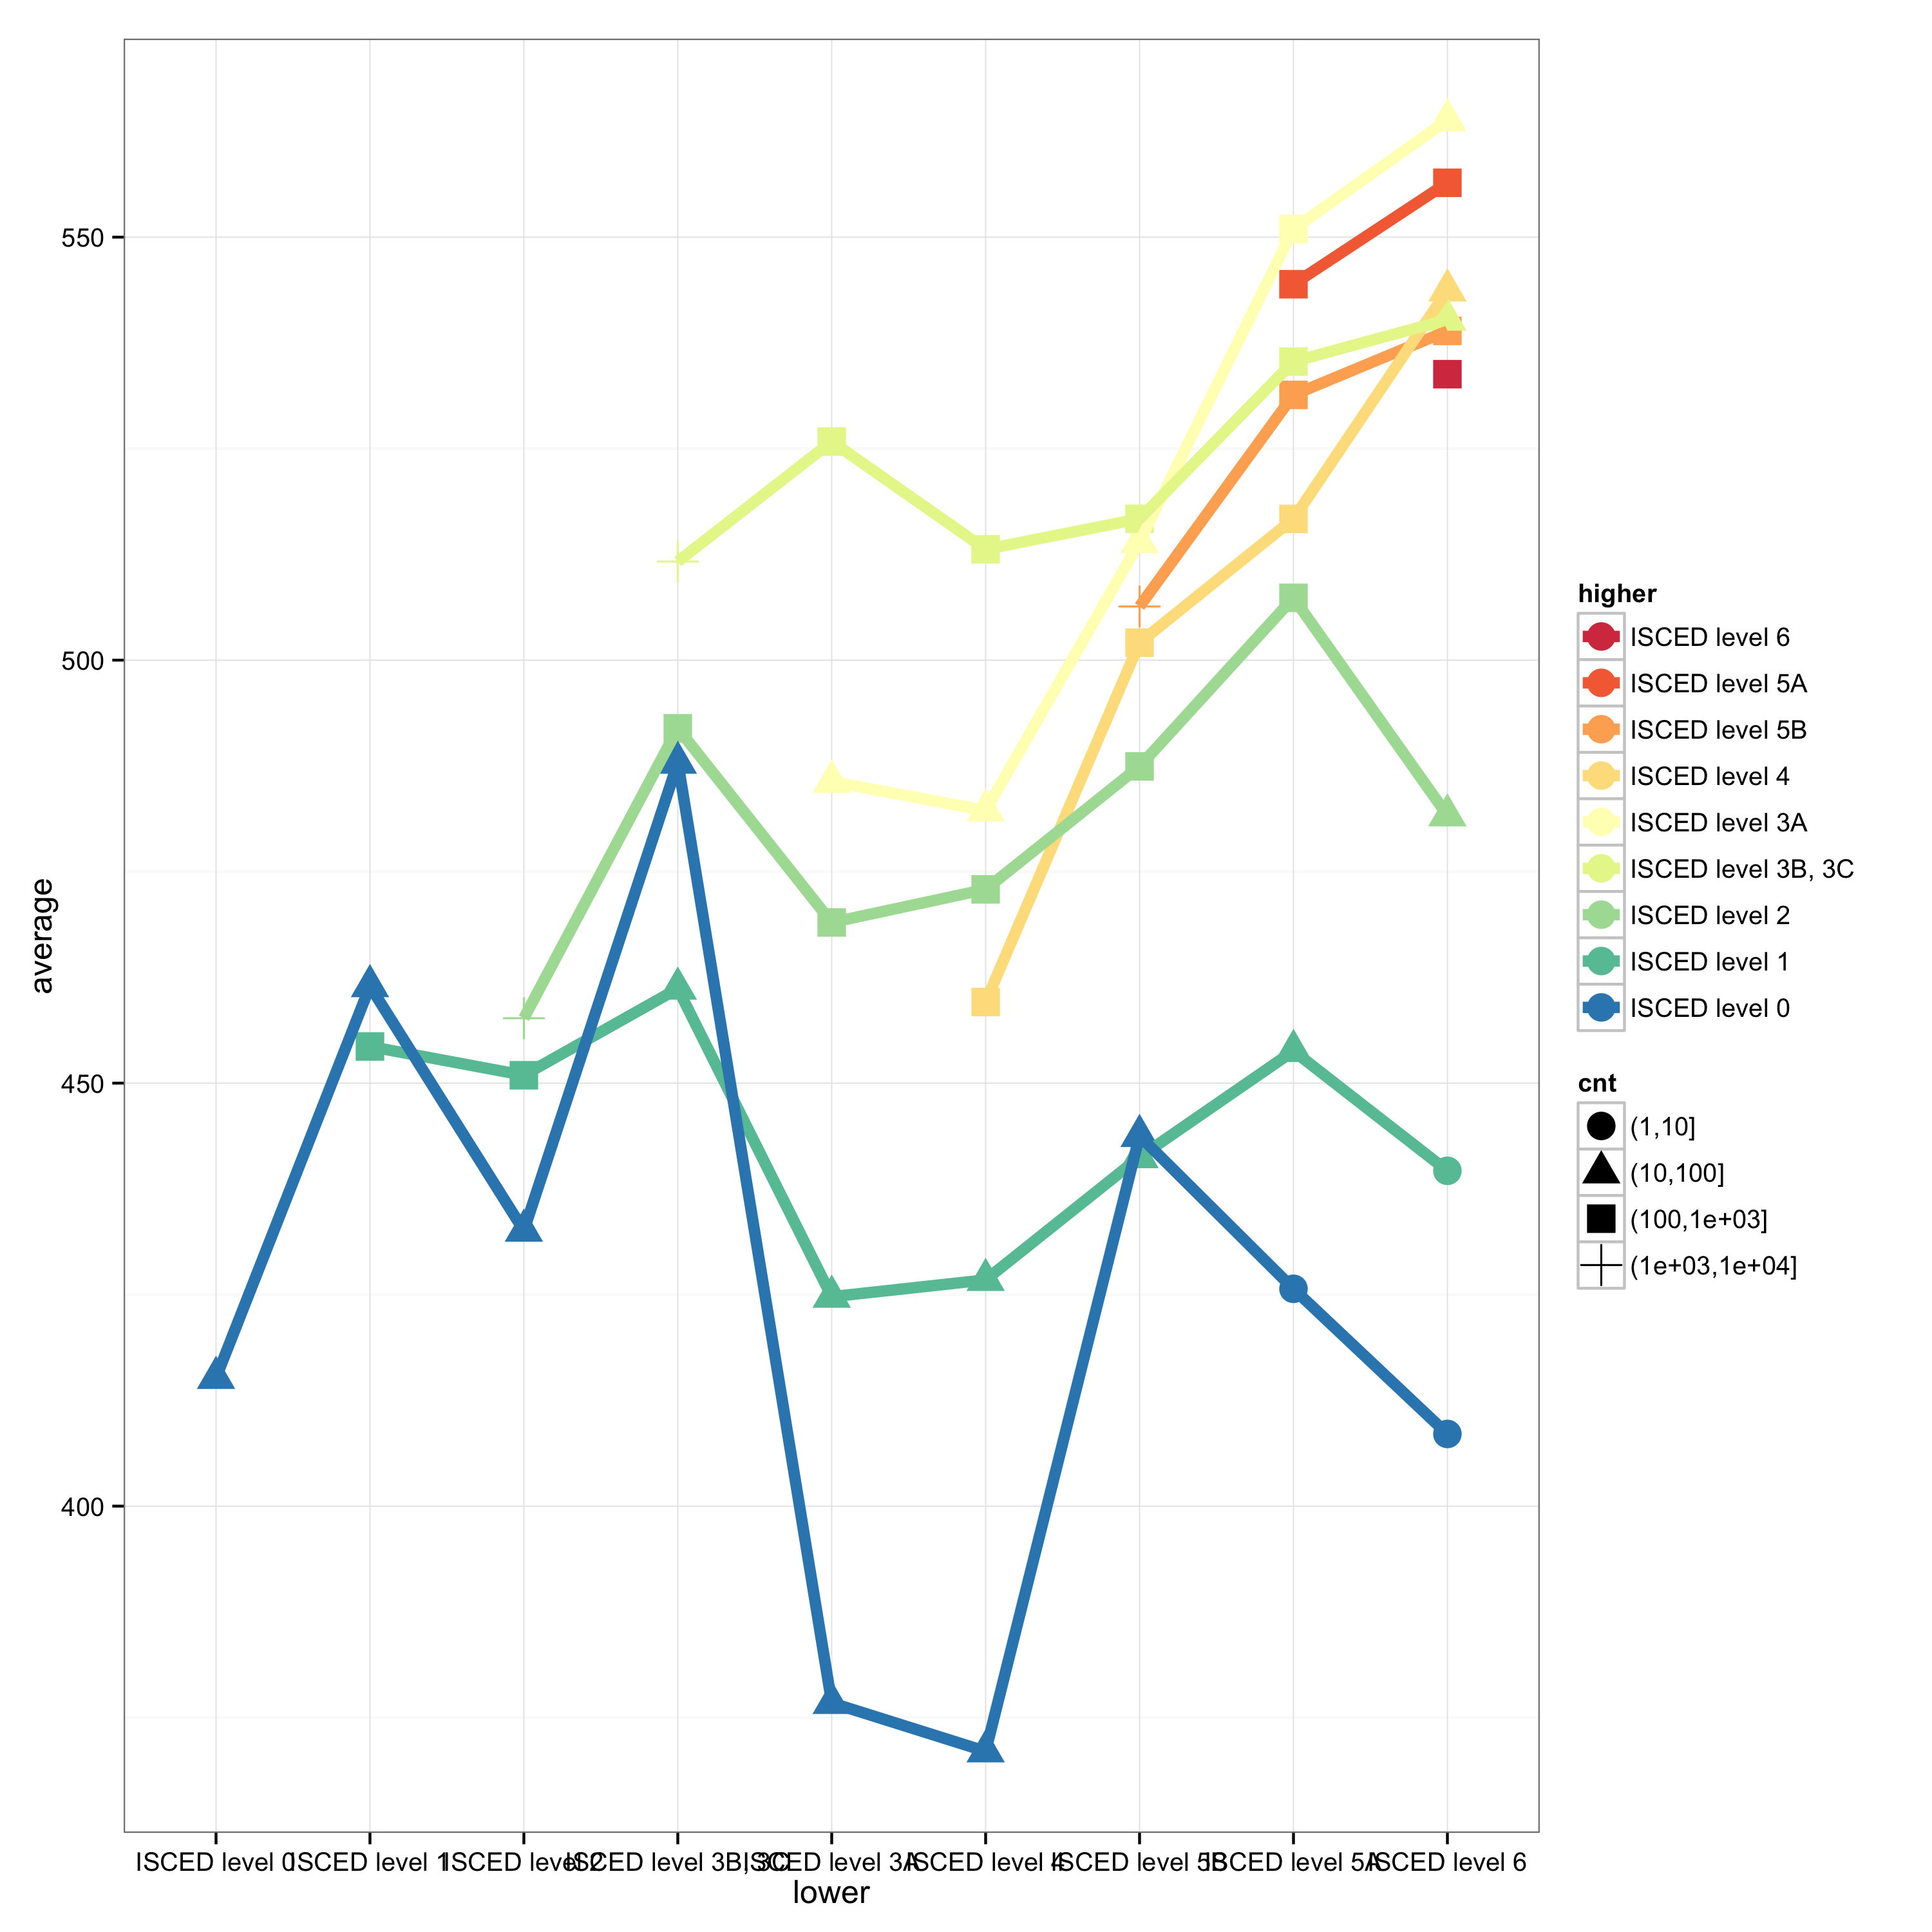 550
500
450
400
average
ISCED level 0
ISCED level 1
ISCED level 2
ISCED level 3B, 3C
ISCED level 3A
ISCED level 4
ISCED level 5B
ISCED level 5A
ISCED level 6
lower
higher
ISCED level 6
ISCED level 5A
ISCED level 5B
ISCED level 4
ISCED level 3A
ISCED level 3B, 3C
ISCED level 2
ISCED level 1
ISCED level 0
cnt
(1,10]
(10,100]
(100,1e+03]
(1e+03,1e+04]